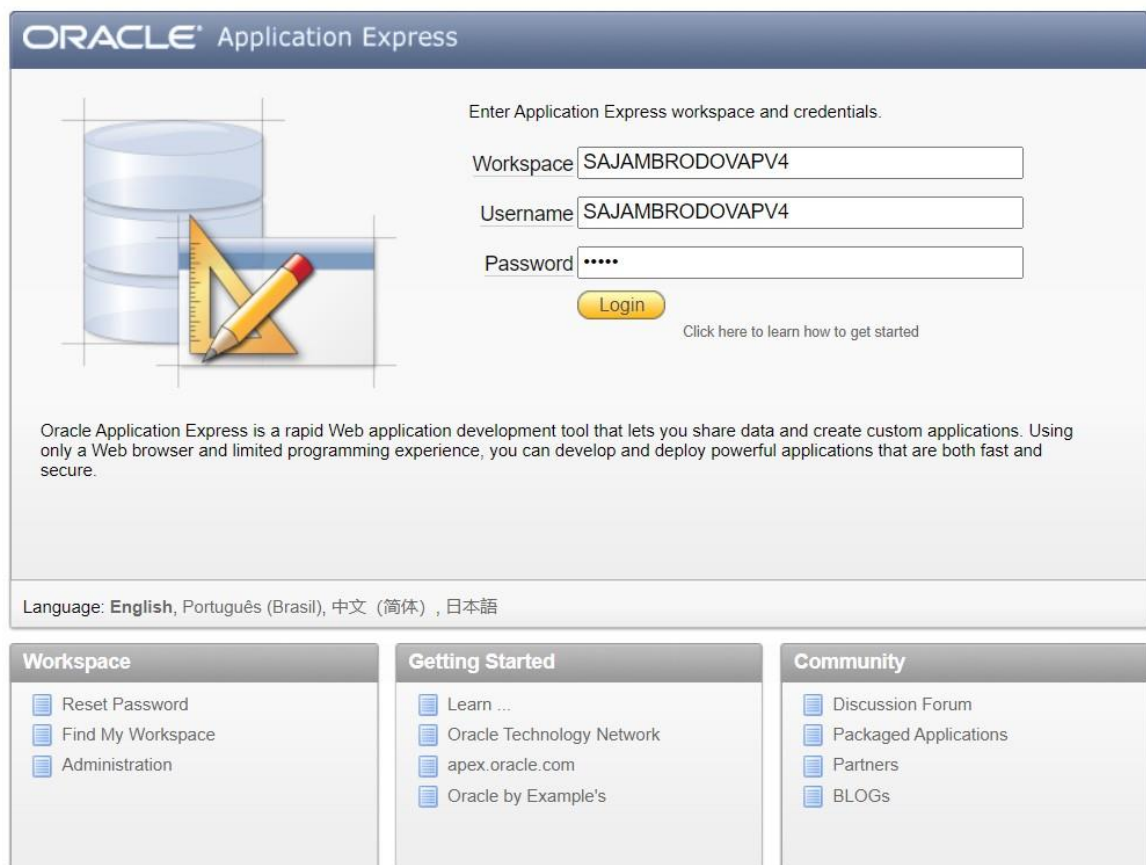 ORACLE® Application Express
Enter Application Express workspace and credentials.
Workspace SAJAMBRODOVAPV4
Username SAJAMBRODOVAPV4
Password •••••
Login
Click here to learn how to get started
Oracle Application Express is a rapid Web application development tool that lets you share data and create custom applications. Using
only a Web browser and limited programming experience, you can develop and deploy powerful applications that are both fast and
secure.
Language: English, Português (Brasil), 中文（简体）, 日本語
Workspace
Reset Password
Find My Workspace
Administration
Getting Started
Learn ...
Oracle Technology Network
apex.oracle.com
Oracle by Example's
Community
Discussion Forum
Packaged Applications
Partners
BLOGs